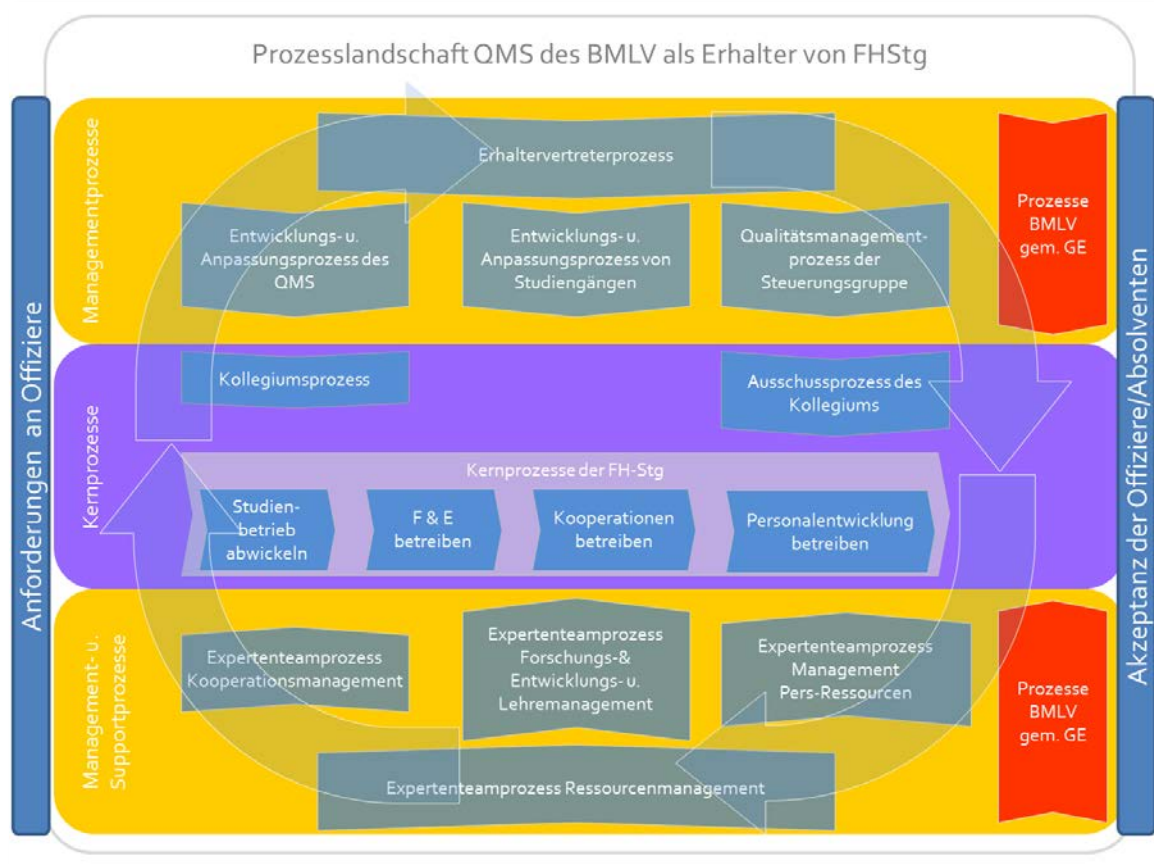 Prozesslandschaft QMS des BMLV als Erhalter von FHStg
Anforderungen an Offiziere
Managementprozesse
Erhaltervertreterprozess
Entwicklungs- u.
Anpassungsprozess des
QMS
Entwicklungs- u.
Anpassungsprozess von
Studiengängen
Qualitätsmanagement-
prozess der
Steuerungsgruppe
Prozesse
BMLV
gem. GE
Kernprozesse
Kollegiumsprozess
Ausschussprozess des
Kollegiums
Kernprozesse der FH-Stg
Studien-
betrieb
abwickeln
F & E
betreiben
Kooperationen
betreiben
Personalentwicklung
betreiben
Management- u.
Supportprozesse
Expertenteamprozess
Kooperationsmanagement
Expertenteamprozess
Forschungs-&
Entwicklungs- u.
Lehremanagement
Expertenteamprozess
Management
Pers-Ressourcen
Prozesse
BMLV
gem. GE
Expertenteamprozess Ressourcenmanagement
Akzeptanz der Offiziere/Absolventen